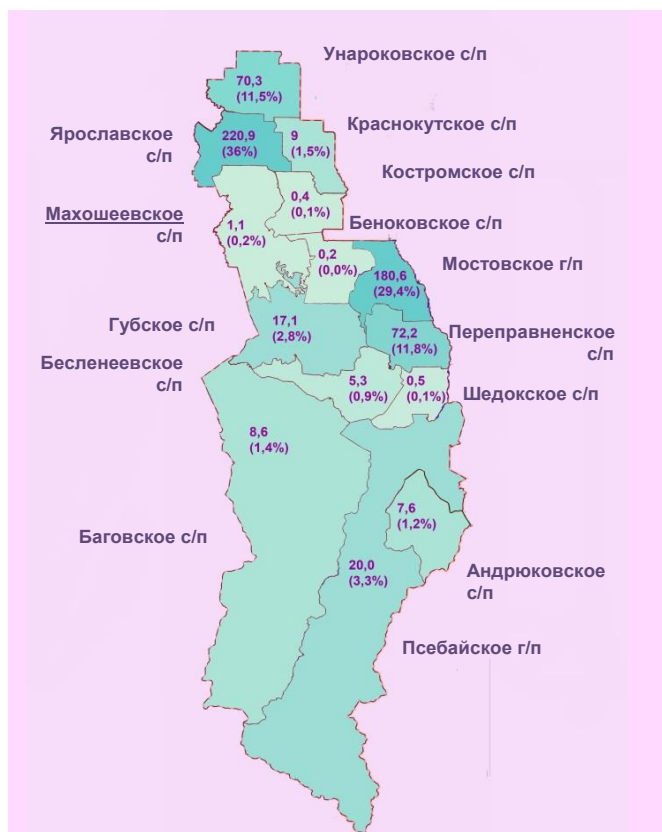 Унароковское с/п
70,3
(11,5%)
Ярославское
с/п
220,9
(36%)
Краснокутское с/п
9
(1,5%)
Костромское с/п
0,4
(0,1%)
Махошеевское
с/п
1,1
(0,2%)
Беноковское с/п
0,2
(0,0%)
Мостовское г/п
180,6
(29,4%)
Губское с/п
17,1
(2,8%)
Переправненское
с/п
72,2
(11,8%)
Бесленеевское
с/п
5,3
(0,9%)
0,5
(0,1%)
Шедокское с/п
8,6
(1,4%)
Баговское с/п
7,6
(1,2%)
Андрюковское
с/п
20,0
(3,3%)
Псебайское г/п